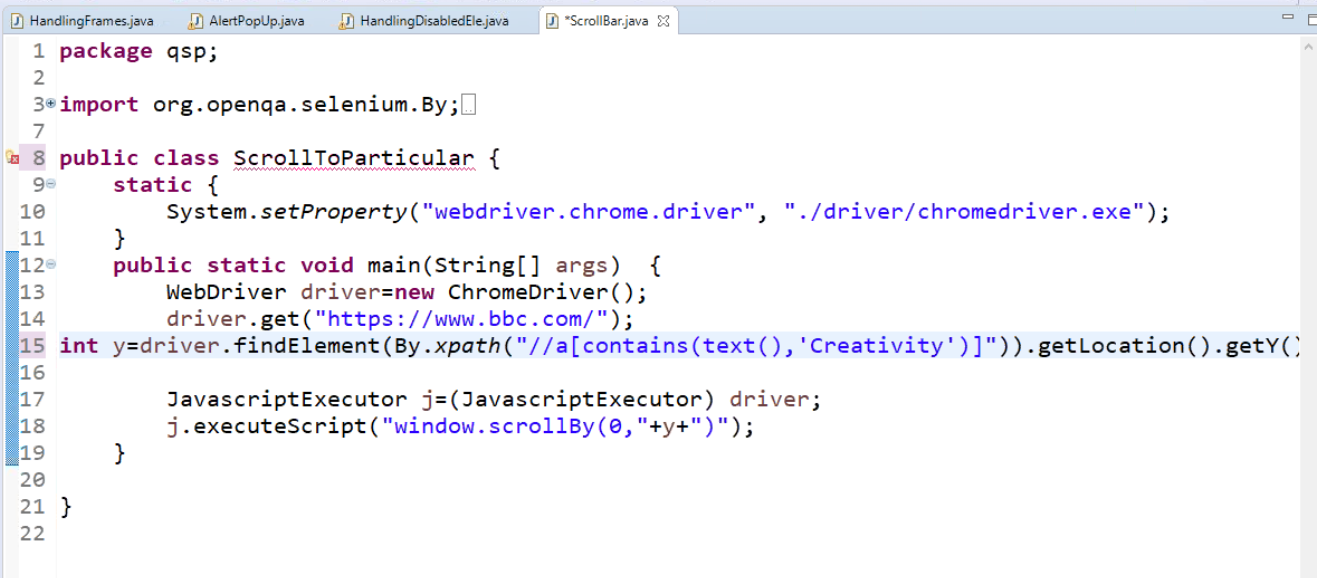 HandlingFrames.java AlertPopUp.java HandlingDisabledEle.java *ScrollBar.java
1 package qsp;
2
3 import org.openqa.selenium.By;
7
8 public class ScrollToParticular {
9 static {
10 System.setProperty("webdriver.chrome.driver", "./driver/chromedriver.exe");
11 }
12 public static void main(String[] args) {
13 WebDriver driver=new ChromeDriver();
14 driver.get("https://www.bbc.com/");
15 int y=driver.findElement(By.xpath("//a[contains(text(),'Creativity')]")).getLocation().getY()
16
17 JavascriptExecutor j=(JavascriptExecutor) driver;
18 j.executeScript("window.scrollBy(0,"+y+")");
19 }
20
21 }
22